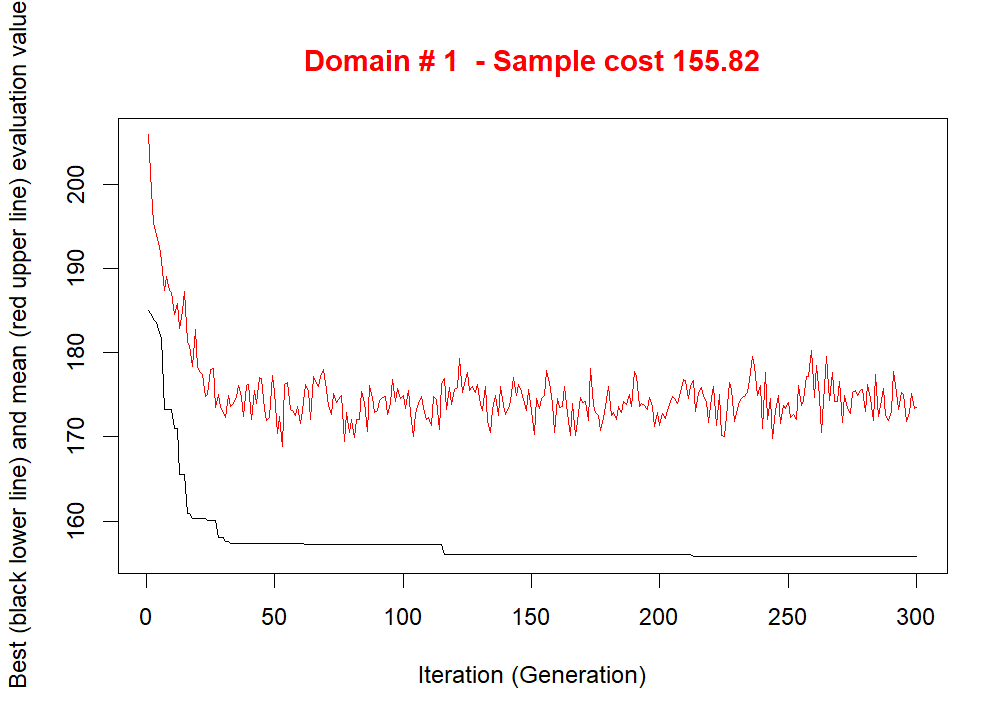 Domain # 1  - Sample cost 155.82
Best (black lower line) and mean (red upper line) evaluation value
200
190
180
170
160
0 50 100 150 200 250 300
Iteration (Generation)